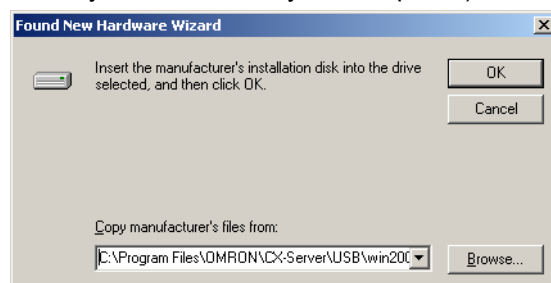 Found New Hardware Wizard
Insert the manufacturer's installation disk into the drive
selected, and then click OK.
OK
Cancel
Copy manufacturer's files from:
C:\Program Files\OMRON\CX-Server\USB\win200
Browse...